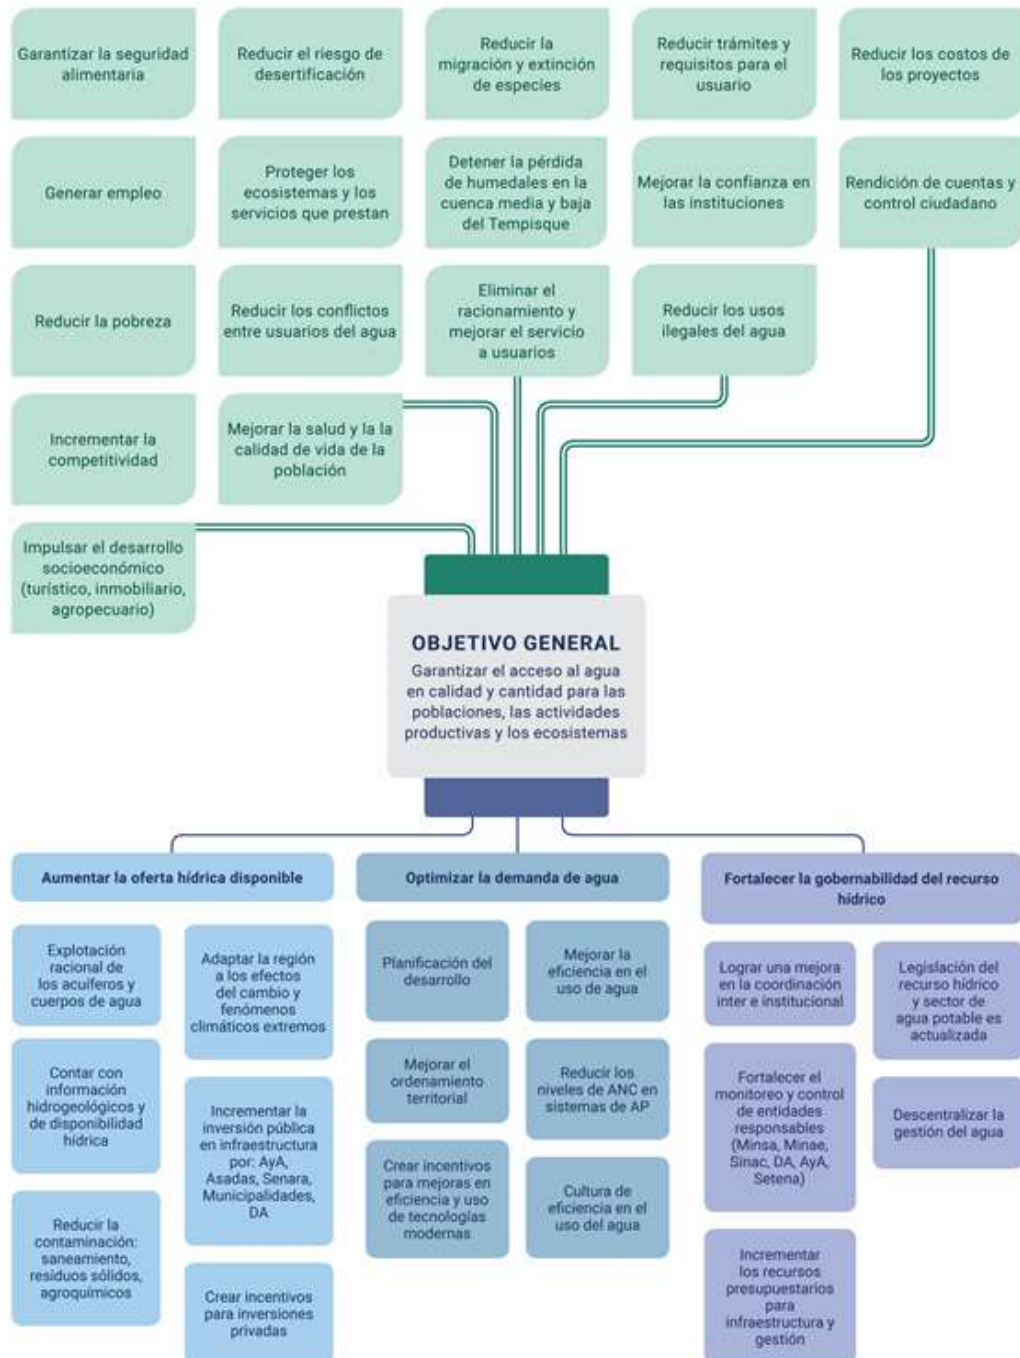 Garantizar la seguridad
alimentaria
Reducir el riesgo de
desertificación
Reducir la
migración y extinción
de especies
Reducir trámites y
requisitos para el
usuario
Reducir los costos de
los proyectos
Generar empleo
Proteger los
ecosistemas y los
servicios que prestan
Detener la pérdida
de humedales en la
cuenca media y baja
del Tempisque
Mejorar la confianza en
las instituciones
Rendición de cuentas y
control ciudadano
Reducir la pobreza
Reducir los conflictos
entre usuarios del agua
Eliminar el
racionamiento y
mejorar el servicio
a usuarios
Reducir los usos
ilegales del agua
Incrementar la
competitividad
Mejorar la salud y la la
calidad de vida de la
población
Impulsar el desarrollo
socioeconómico
(turístico, inmobiliario,
agropecuario)
OBJETIVO GENERAL
Garantizar el acceso al agua
en calidad y cantidad para las
poblaciones, las actividades
productivas y los ecosistemas
Aumentar la oferta hídrica disponible
Explotación
racional de
los acuíferos y
cuerpos de agua
Adaptar la región
a los efectos
del cambio y
fenómenos
climáticos extremos
Contar con
información
hidrogeológicos y
de disponibilidad
hídrica
Incrementar la
inversión pública
en infraestructura
por: AyA,
Asadas, Senara,
Municipalidades,
DA
Reducir la
contaminación:
saneamiento,
residuos sólidos,
agroquímicos
Crear incentivos
para inversiones
privadas
Optimizar la demanda de agua
Planificación del
desarrollo
Mejorar la
eficiencia en el
uso de agua
Mejorar el
ordenamiento
territorial
Reducir los
niveles de ANC en
sistemas de AP
Crear incentivos
para mejoras en
eficiencia y uso
de tecnologías
modernas
Cultura de
eficiencia en el
uso del agua
Fortalecer la gobernabilidad del recurso
hídrico
Lograr una mejora
en la coordinación
inter e institucional
Legislación del
recurso hídrico
y sector de
agua potable es
actualizada
Fortalecer el
monitoreo y control
de entidades
responsables
(Minsa, Minae,
Sinac, DA, AyA,
Setena)
Descentralizar la
gestión del agua
Incrementar
los recursos
presupuestarios
para
infraestructura y
gestión